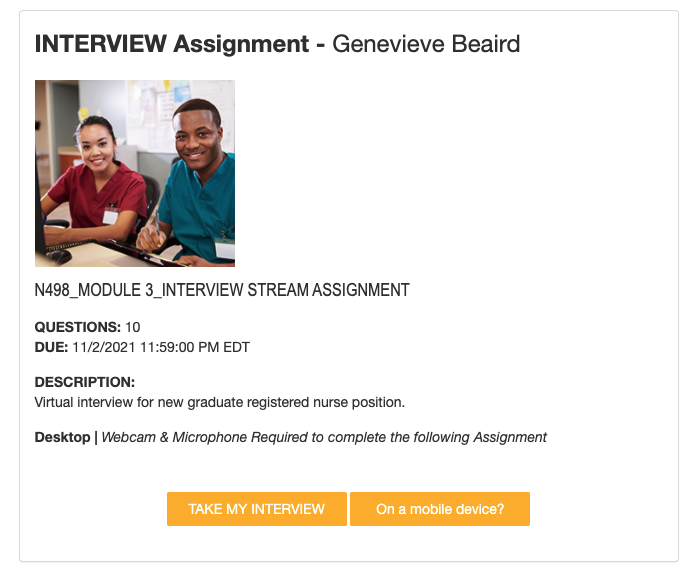 INTERVIEW Assignment - Genevieve Beaird
N498_MODULE 3_INTERVIEW STREAM ASSIGNMENT
QUESTIONS: 10
DUE: 11/2/2021 11:59:00 PM EDT
DESCRIPTION:
Virtual interview for new graduate registered nurse position.
Desktop | Webcam & Microphone Required to complete the following Assignment
TAKE MY INTERVIEW
On a mobile device?